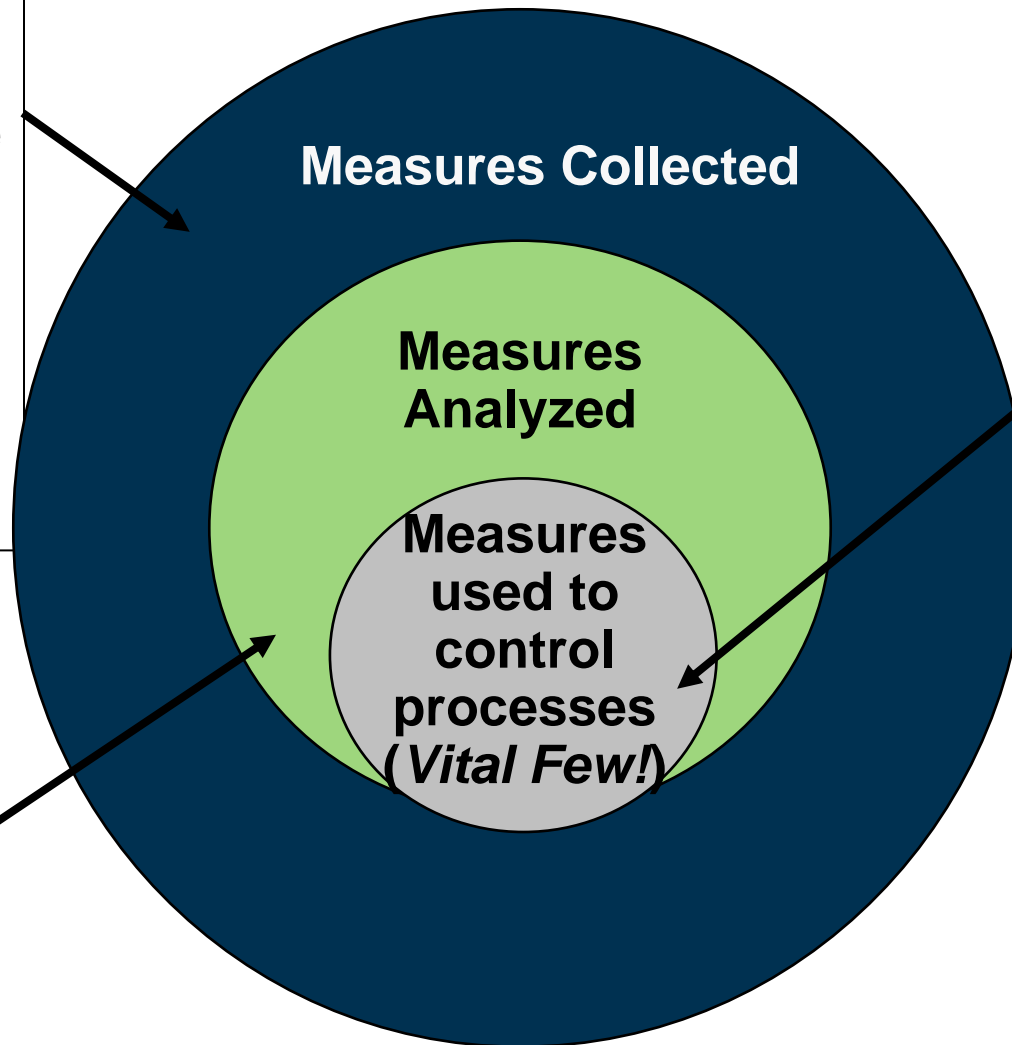 Measures Collected
Measures
Analyzed
Measures
used to
control
processes
(Vital Few!)